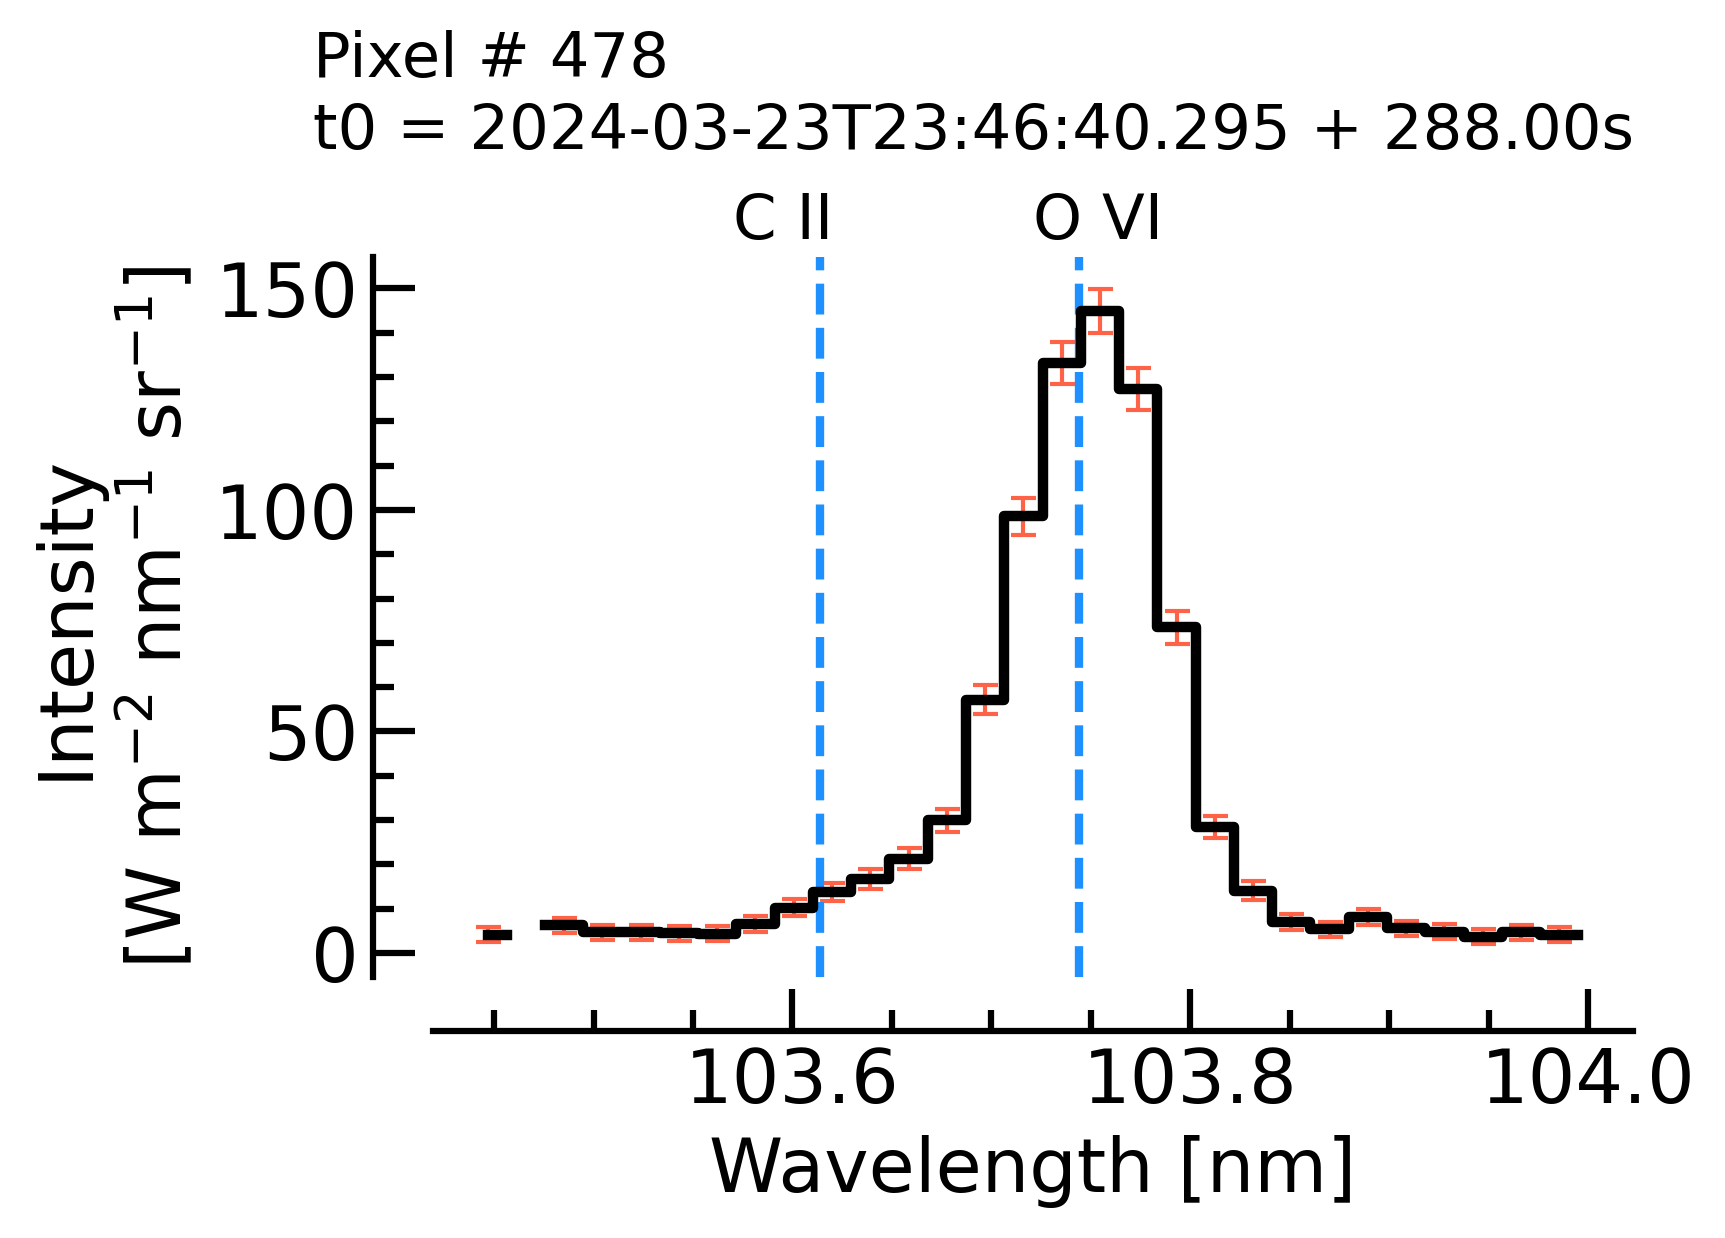 Pixel # 478
t0 = 2024-03-23T23:46:40.295 + 288.00s
C II
O VI
Intensity
[W m⁻² nm⁻¹ sr⁻¹]
150
100
50
0
103.6
103.8
104.0
Wavelength [nm]